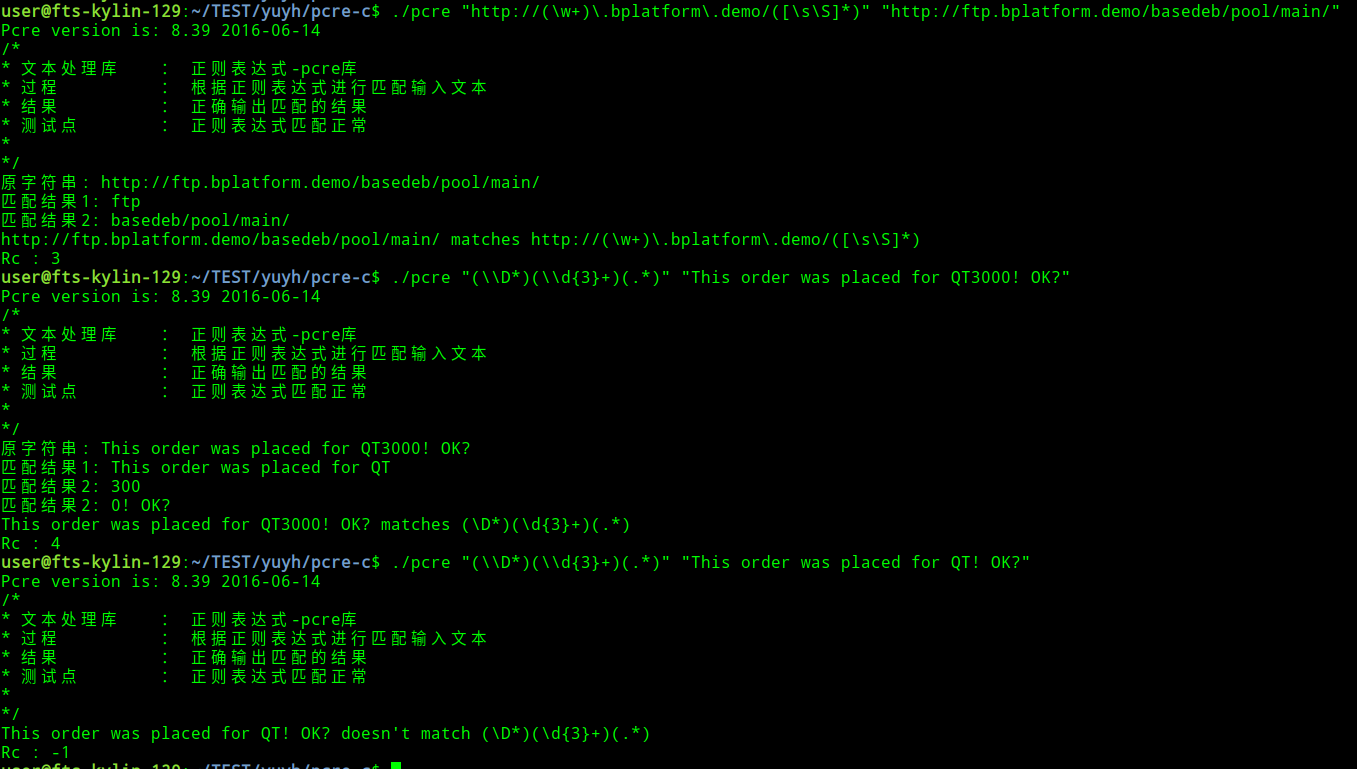 user@fts-kylin-129:~/TEST/yuyh/pcre-c$ ./pcre "http://(\w+)\.bplatform\.demo/([\s\S]*)" "http://ftp.bplatform.demo/basedeb/pool/main/"
Pcre version is: 8.39 2016-06-14
/*
* 文本处理库 : 正则表达式-pcre库
* 过程 : 根据正则表达式进行匹配输入文本
* 结果 : 正确输出匹配的结果
* 测试点 : 正则表达式匹配正常
*
*/
原字符串: http://ftp.bplatform.demo/basedeb/pool/main/
匹配结果1: ftp
匹配结果2: basedeb/pool/main/
http://ftp.bplatform.demo/basedeb/pool/main/ matches http://(\w+)\.bplatform\.demo/([\s\S]*)
Rc : 3
user@fts-kylin-129:~/TEST/yuyh/pcre-c$ ./pcre "(\\D*)(\\d{3}+)(.*)" "This order was placed for QT3000! OK?"
Pcre version is: 8.39 2016-06-14
/*
* 文本处理库 : 正则表达式-pcre库
* 过程 : 根据正则表达式进行匹配输入文本
* 结果 : 正确输出匹配的结果
* 测试点 : 正则表达式匹配正常
*
*/
原字符串: This order was placed for QT3000! OK?
匹配结果1: This order was placed for QT
匹配结果2: 300
匹配结果2: 0! OK?
This order was placed for QT3000! OK? matches (\D*)(\d{3}+)(.*)
Rc : 4
user@fts-kylin-129:~/TEST/yuyh/pcre-c$ ./pcre "(\\D*)(\\d{3}+)(.*)" "This order was placed for QT! OK?"
Pcre version is: 8.39 2016-06-14
/*
* 文本处理库 : 正则表达式-pcre库
* 过程 : 根据正则表达式进行匹配输入文本
* 结果 : 正确输出匹配的结果
* 测试点 : 正则表达式匹配正常
*
*/
This order was placed for QT! OK? doesn't match (\D*)(\d{3}+)(.*)
Rc : -1
user@fts-kylin-129:~/TEST/yuyh/pcre-c$